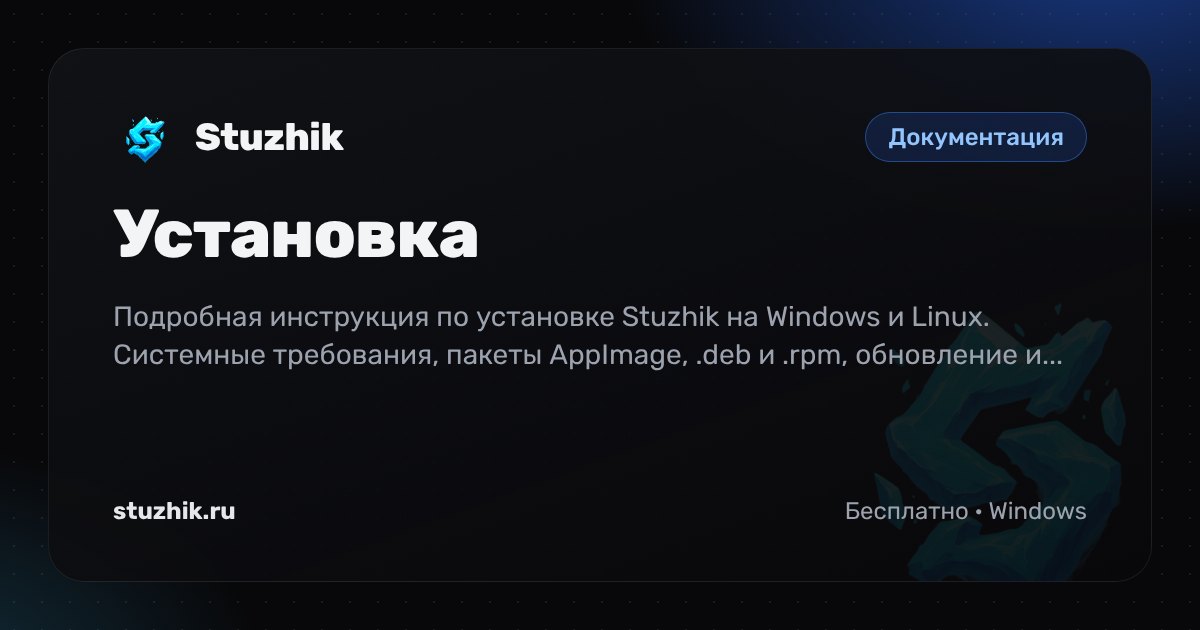 Stuzhik
Документация
Установка
Подробная инструкция по установке Stuzhik на Windows и Linux.
Системные требования, пакеты AppImage, .deb и .rpm, обновление и...
stuzhik.ru
Бесплатно • Windows